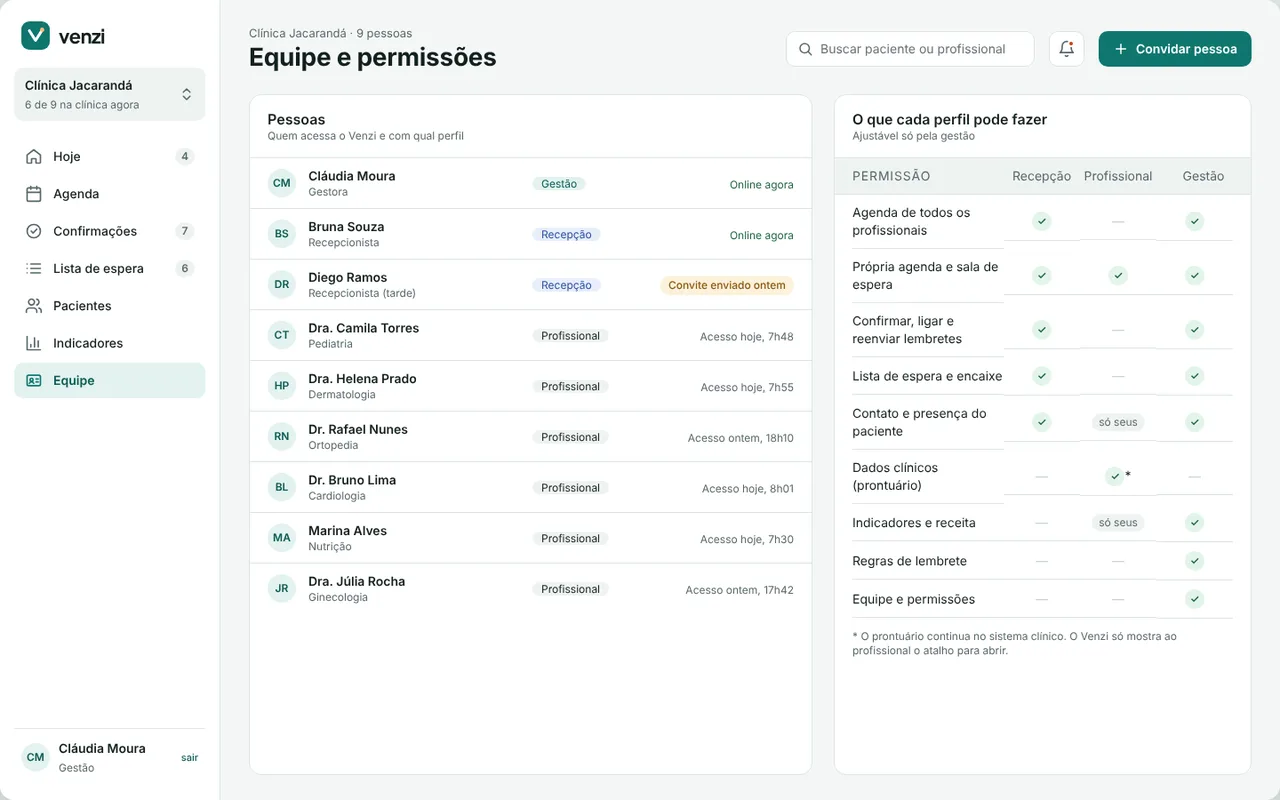 venzi
Clínica Jacarandá
6 de 9 na clínica agora
Hoje 4
Agenda
Confirmações 7
Lista de espera 6
Pacientes
Indicadores
Equipe
CM
Cláudia Moura
Gestão
sair
Clínica Jacarandá · 9 pessoas
Equipe e permissões
Buscar paciente ou profissional
Convidar pessoa
Pessoas
Quem acessa o Venzi e com qual perfil
CM Cláudia Moura Gestão Online agora
Gestora
BS Bruna Souza Recepção Online agora
Recepcionista
DR Diego Ramos Recepção Convite enviado ontem
Recepcionista (tarde)
CT Dra. Camila Torres Profissional Acesso hoje, 7h48
Pediatria
HP Dra. Helena Prado Profissional Acesso hoje, 7h55
Dermatologia
RN Dr. Rafael Nunes Profissional Acesso ontem, 18h10
Ortopedia
BL Dr. Bruno Lima Profissional Acesso hoje, 8h01
Cardiologia
MA Marina Alves Profissional Acesso hoje, 7h30
Nutrição
JR Dra. Júlia Rocha Profissional Acesso ontem, 17h42
Ginecologia
O que cada perfil pode fazer
Ajustável só pela gestão
PERMISSÃO Recepção Profissional Gestão
Agenda de todos os
profissionais ✓ — ✓
Própria agenda e sala de
espera ✓ ✓ ✓
Confirmar, ligar e
reenviar lembretes ✓ — ✓
Lista de espera e encaixe ✓ — ✓
Contato e presença do
paciente ✓ só seus ✓
Dados clínicos
(prontuário) — ✓ * —
Indicadores e receita — só seus ✓
Regras de lembrete — — ✓
Equipe e permissões — — ✓
* O prontuário continua no sistema clínico. O Venzi só mostra ao
profissional o atalho para abrir.